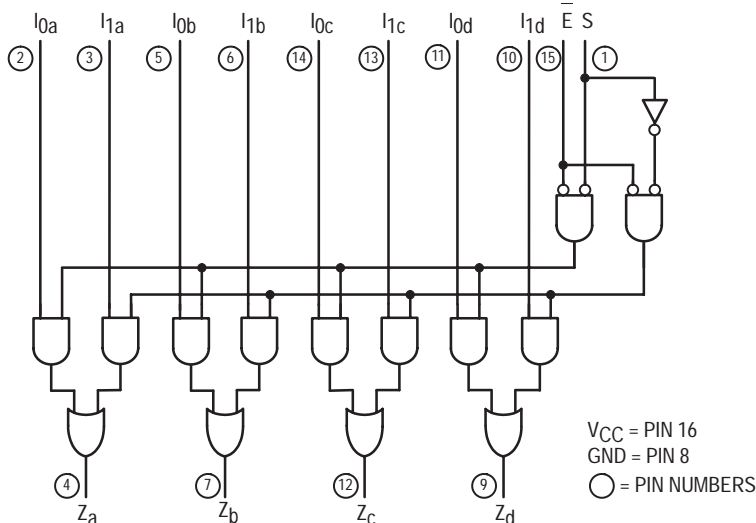 I0a I1a I0b I1b I0c I1c I0d I1d E̅ S
2 3 5 6 14 13 11 10 15 1
VCC = PIN 16
GND = PIN 8
= PIN NUMBERS
4 7 12 9
Za Zb Zc Zd